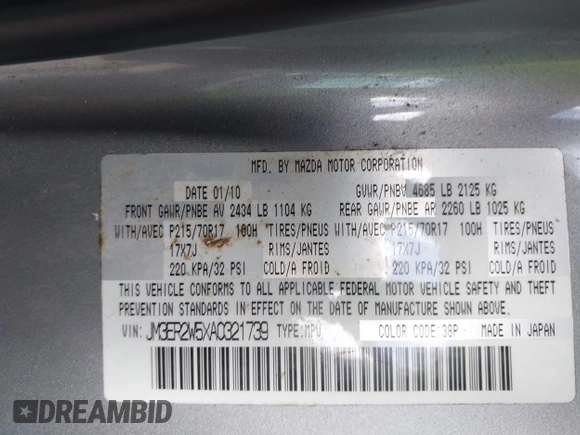 MFD. BY MAZDA MOTOR CORPORATION
DATE 01/10 GVWR/PNBV 4685 LB 2125 KG
FRONT GAWR/PNBE AV 2434 LB 1104 KG REAR GAWR/PNBE AR 2260 LB 1025 KG
WITH/AVEC P215/70R17 100H TIRES/PNEUS WITH/AVEC P215/70R17 100H TIRES/PNEUS
17X7J RIMS/JANTES 17X7J RIMS/JANTES
220 KPA/32 PSI COLD/A FROID 220 KPA/32 PSI COLD/A FROID
THIS VEHICLE CONFORMS TO ALL APPLICABLE FEDERAL MOTOR VEHICLE SAFETY AND THEFT
PREVENTION STANDARDS IN EFFECT ON THE DATE OF MANUFACTURE SHOWN ABOVE.
VIN: JM3ER2W5XA0321739 TYPE:MPV COLOR CODE:38P MADE IN JAPAN
DREAMBID